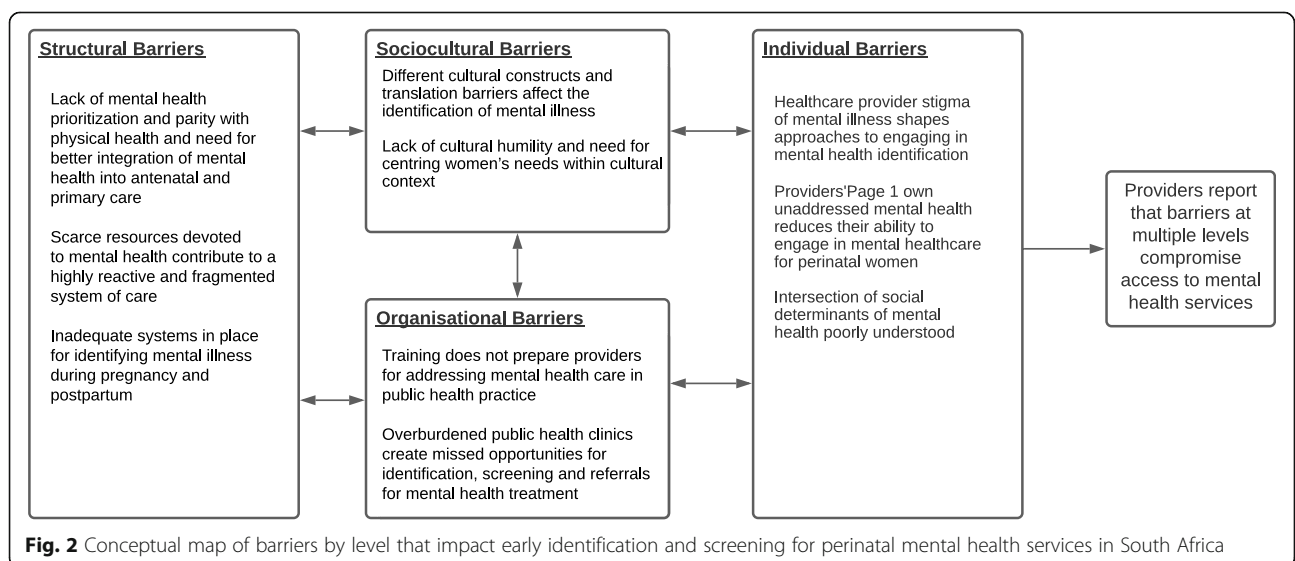 Structural Barriers
Lack of mental health
prioritization and parity with
physical health and need for
better integration of mental
health into antenatal and
primary care
Scarce resources devoted
to mental health contribute to a
highly reactive and fragmented
system of care
Inadequate systems in place
for identifying mental illness
during pregnancy and
postpartum
Sociocultural Barriers
Different cultural constructs and
translation barriers affect the
identification of mental illness
Lack of cultural humility and need for
centring women's needs within cultural
context
Organisational Barriers
Training does not prepare providers
for addressing mental health care in
public health practice
Overburdened public health clinics
create missed opportunities for
identification, screening and referrals
for mental health treatment
Individual Barriers
Healthcare provider stigma
of mental illness shapes
approaches to engaging in
mental health identification
Providers'Page 1 own
unaddressed mental health
reduces their ability to
engage in mental healthcare
for perinatal women
Intersection of social
determinants of mental
health poorly understood
Providers report
that barriers at
multiple levels
compromise
access to mental
health services
Fig. 2 Conceptual map of barriers by level that impact early identification and screening for perinatal mental health services in South Africa